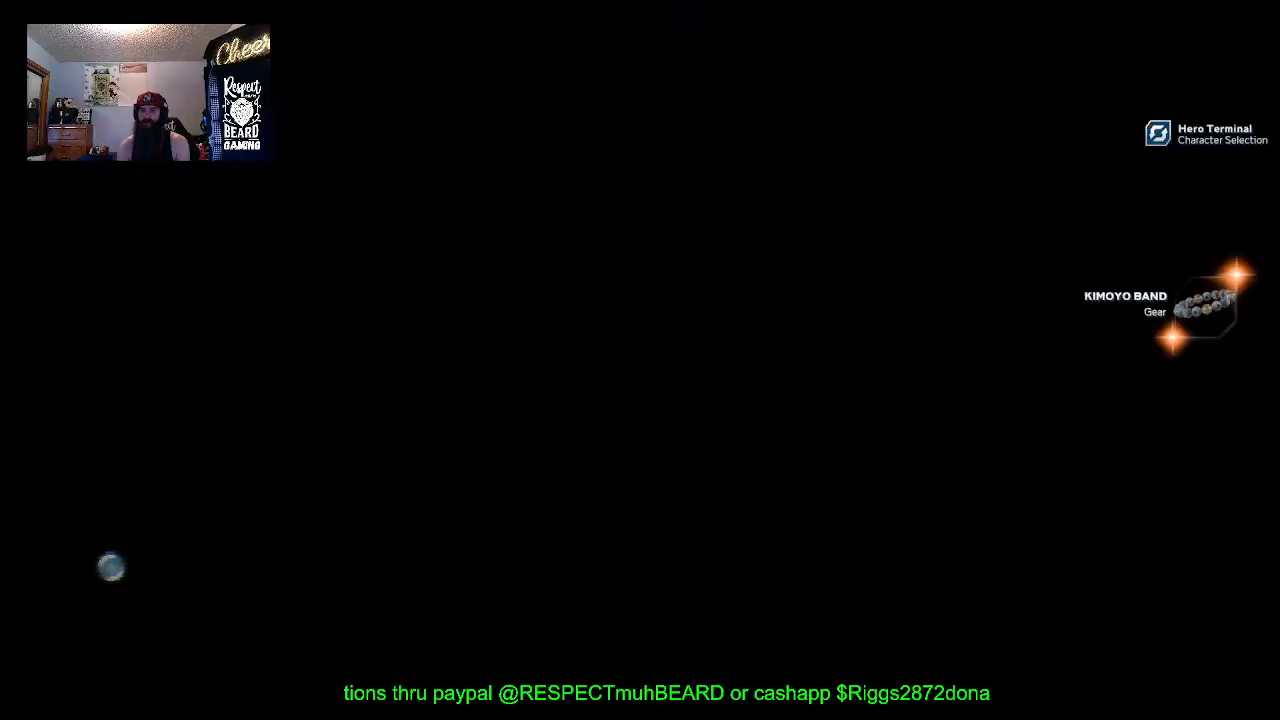 Cheer
Respect
BEARD
GAMING
Hero Terminal
Character Selection
KIMOYO BAND
Gear
tions thru paypal @RESPECTmuhBEARD or cashapp $Riggs2872dona